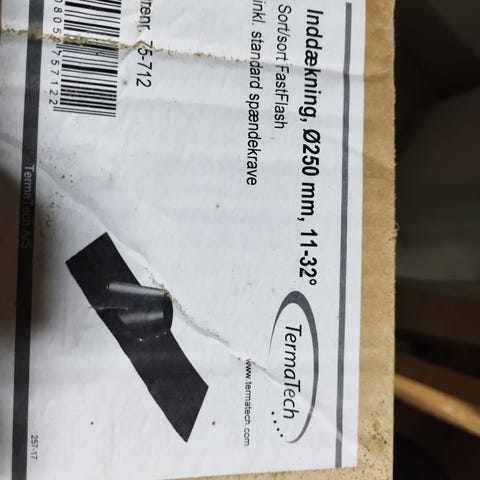 Inddækning, Ø250 mm, 11-32°
Sort/sort FastFlash
inkl. standard spændekrave
75-712
TermaTech
www.termatech.com
TermaTech A/S
257-17